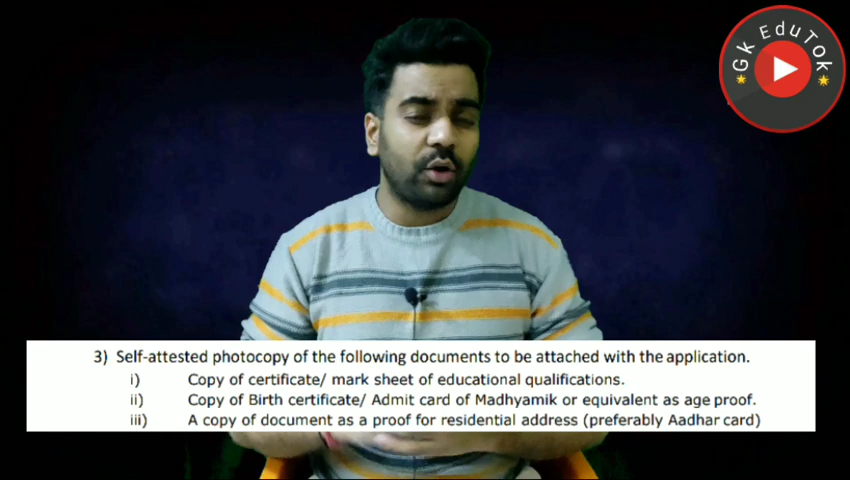 Gk EduTok
3) Self-attested photocopy of the following documents to be attached with the application.
i) Copy of certificate/ mark sheet of educational qualifications.
ii) Copy of Birth certificate/ Admit card of Madhyamik or equivalent as age proof.
iii) A copy of document as a proof for residential address (preferably Aadhar card)